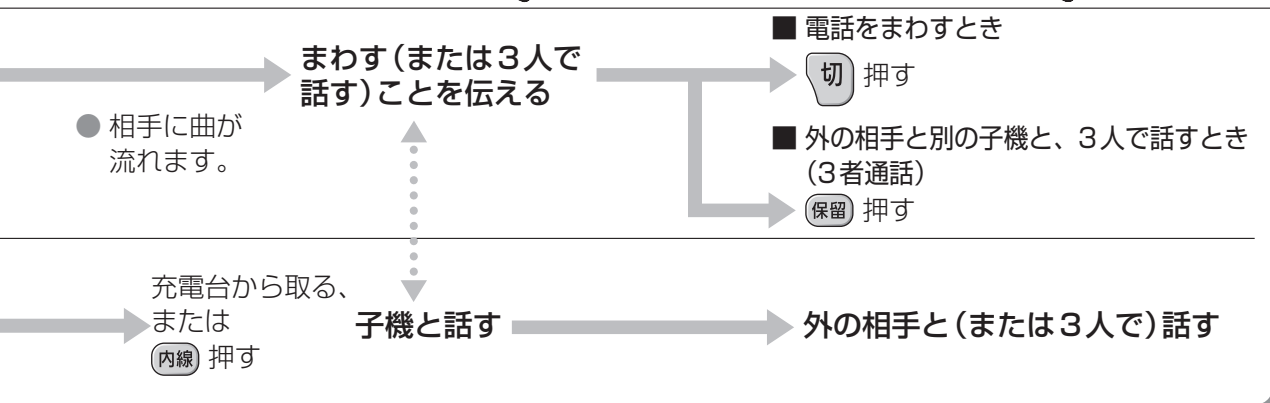 ● 相手に曲が
流れます。
まわす(または3人で
話す)ことを伝える
■ 電話をまわすとき
切 押す
■ 外の相手と別の子機と、3人で話すとき
(3者通話)
保留 押す
充電台から取る、
または
内線 押す
子機と話す
外の相手と(または3人で)話す